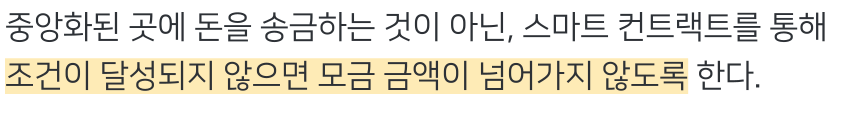 중앙화된 곳에 돈을 송금하는 것이 아닌, 스마트 컨트랙트를 통해
조건이 달성되지 않으면 모금 금액이 넘어가지 않도록 한다.